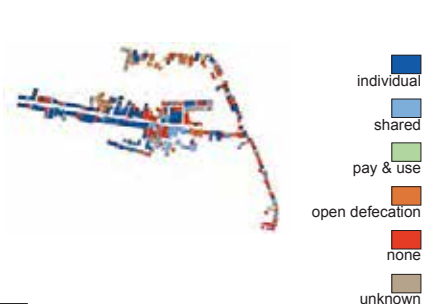 individual
shared
pay & use
open defecation
none
unknown